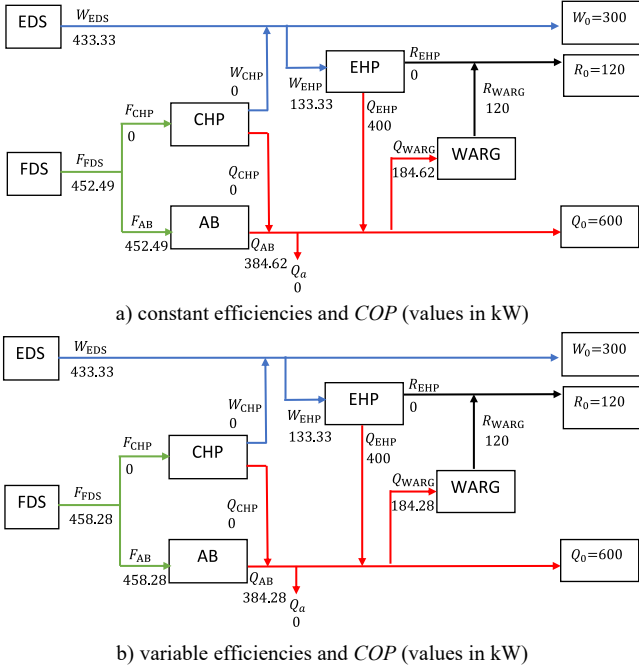 EDS
W_EDS
433.33
W_0=300
W_CHP
0
W_EHP
133.33
EHP
R_EHP
0
R_0=120
F_CHP
0
CHP
Q_EHP
400
R_WARG
120
FDS
F_FDS
452.49
Q_CHP
0
Q_WARG
184.62
WARG
F_AB
452.49
AB
Q_AB
384.62
Q_a
0
Q_0=600
a) constant efficiencies and COP (values in kW)
EDS
W_EDS
433.33
W_0=300
W_CHP
0
W_EHP
133.33
EHP
R_EHP
0
R_0=120
F_CHP
0
CHP
Q_EHP
400
R_WARG
120
FDS
F_FDS
458.28
Q_CHP
0
Q_WARG
184.28
WARG
F_AB
458.28
AB
Q_AB
384.28
Q_a
0
Q_0=600
b) variable efficiencies and COP (values in kW)